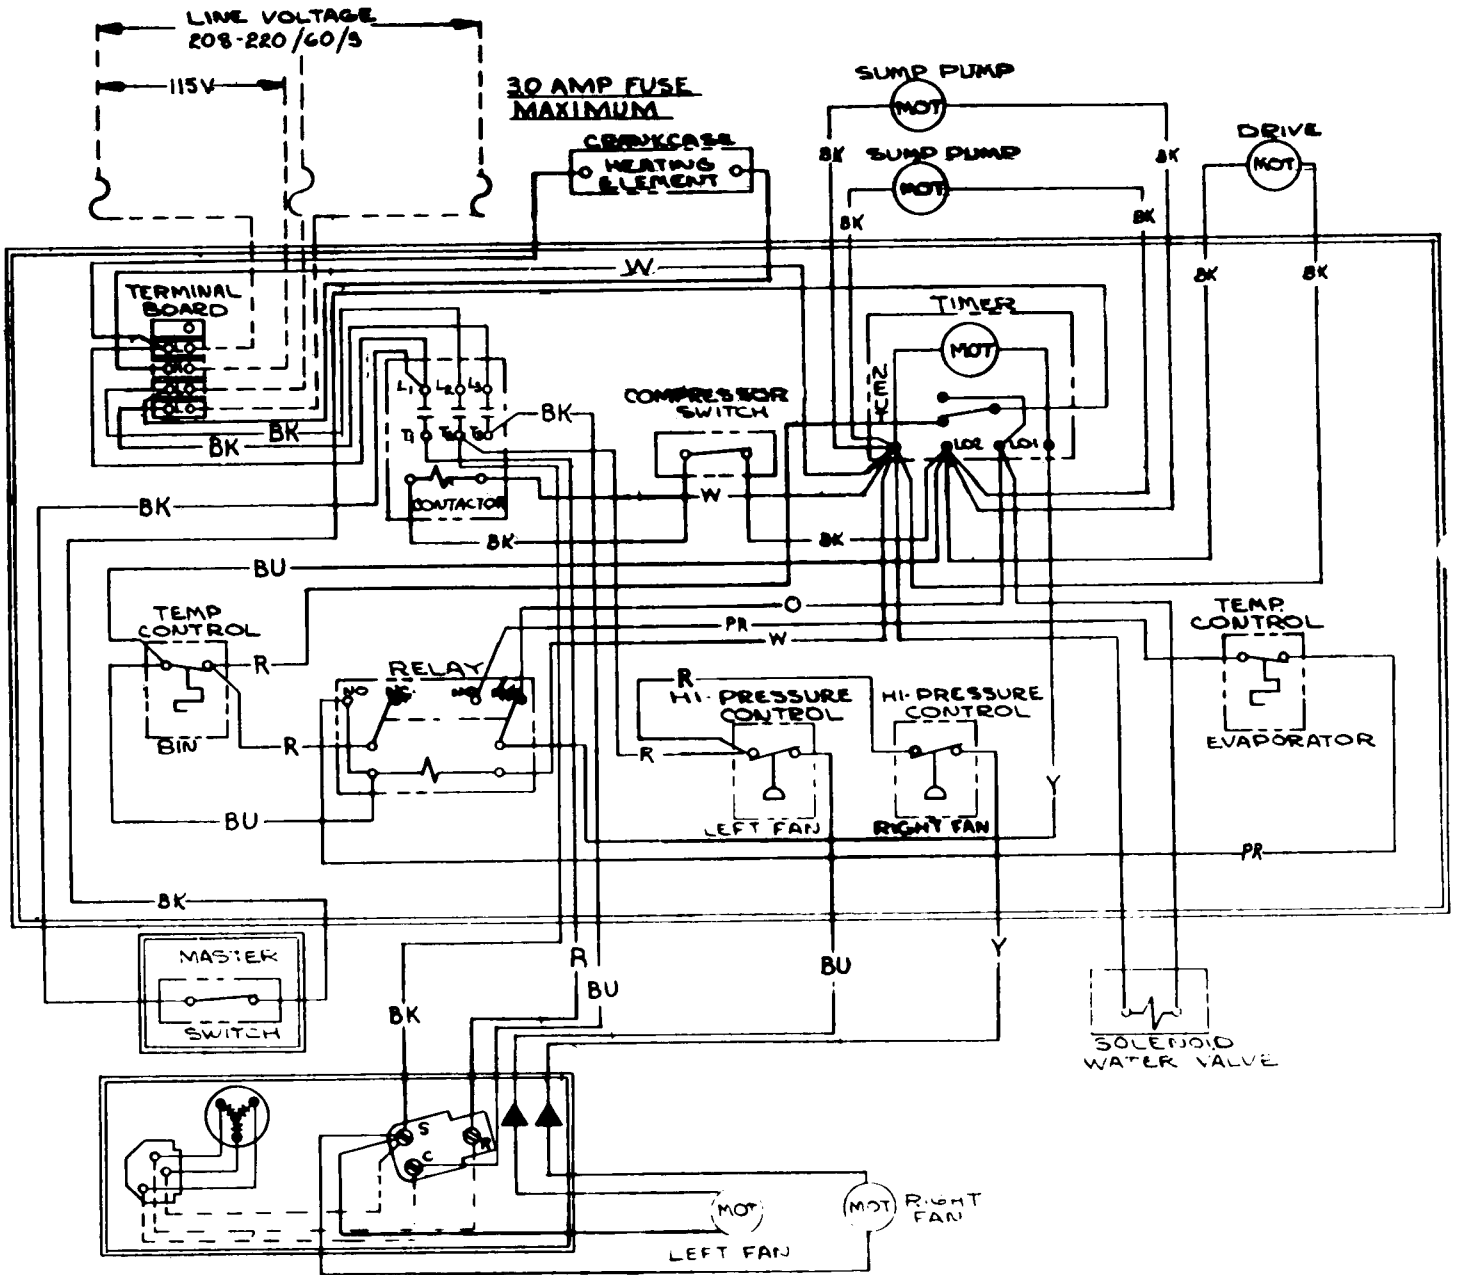 LINE VOLTAGE
208-220/60/3
115V
30 AMP FUSE
MAXIMUM
CRANKCASE
HEATING
ELEMENT
SUMP PUMP
MOT
BK
BK
SUMP PUMP
MOT
BK
BK
DRIVE
MOT
BK
BK
W
TERMINAL
BOARD
TIMER
MOT
NEUT
LO2
LO1
L1
L2
L3
T1
T2
T3
BK
BK
BK
CONTACTOR
COMPRESSOR
SWITCH
W
BK
BK
BK
BU
O
PR
W
TEMP
CONTROL
R
BIN
R
BU
RELAY
NO
NC
NO
R
HI-PRESSURE
CONTROL
R
LEFT FAN
HI-PRESSURE
CONTROL
RIGHT FAN
Y
TEMP.
CONTROL
EVAPORATOR
PR
BK
MASTER
SWITCH
BK
R
BU
BU
Y
SOLENOID
WATER VALVE
S
R
C
MOT
LEFT FAN
MOT
RIGHT
FAN